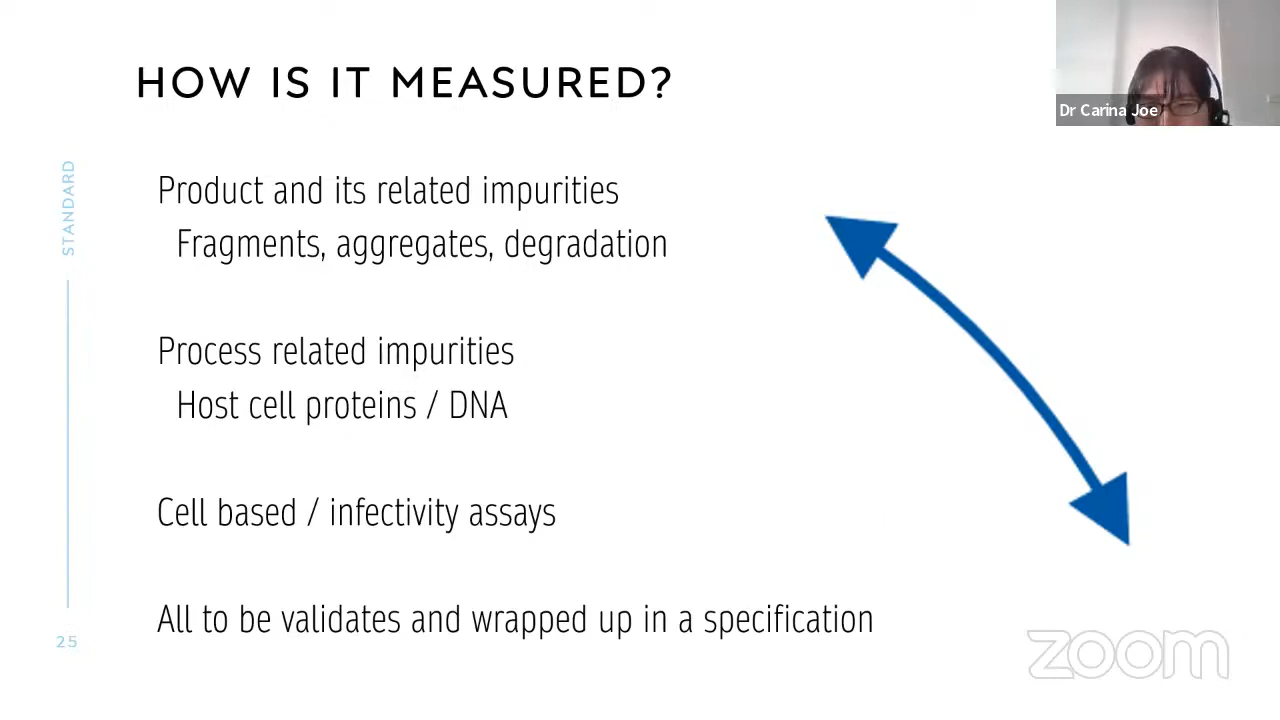 HOW IS IT MEASURED?
Dr Carina Joe
STANDARD
Product and its related impurities
Fragments, aggregates, degradation
Process related impurities
Host cell proteins / DNA
Cell based / infectivity assays
All to be validates and wrapped up in a specification
25
zoom